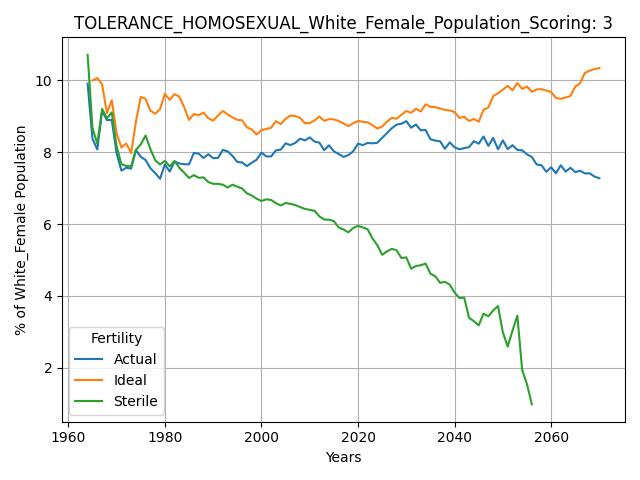 TOLERANCE_HOMOSEXUAL_White_Female_Population_Scoring: 3
% of White_Female Population
10
8
6
4
2
Fertility
Actual
Ideal
Sterile
1960
1980
2000
2020
2040
2060
Years